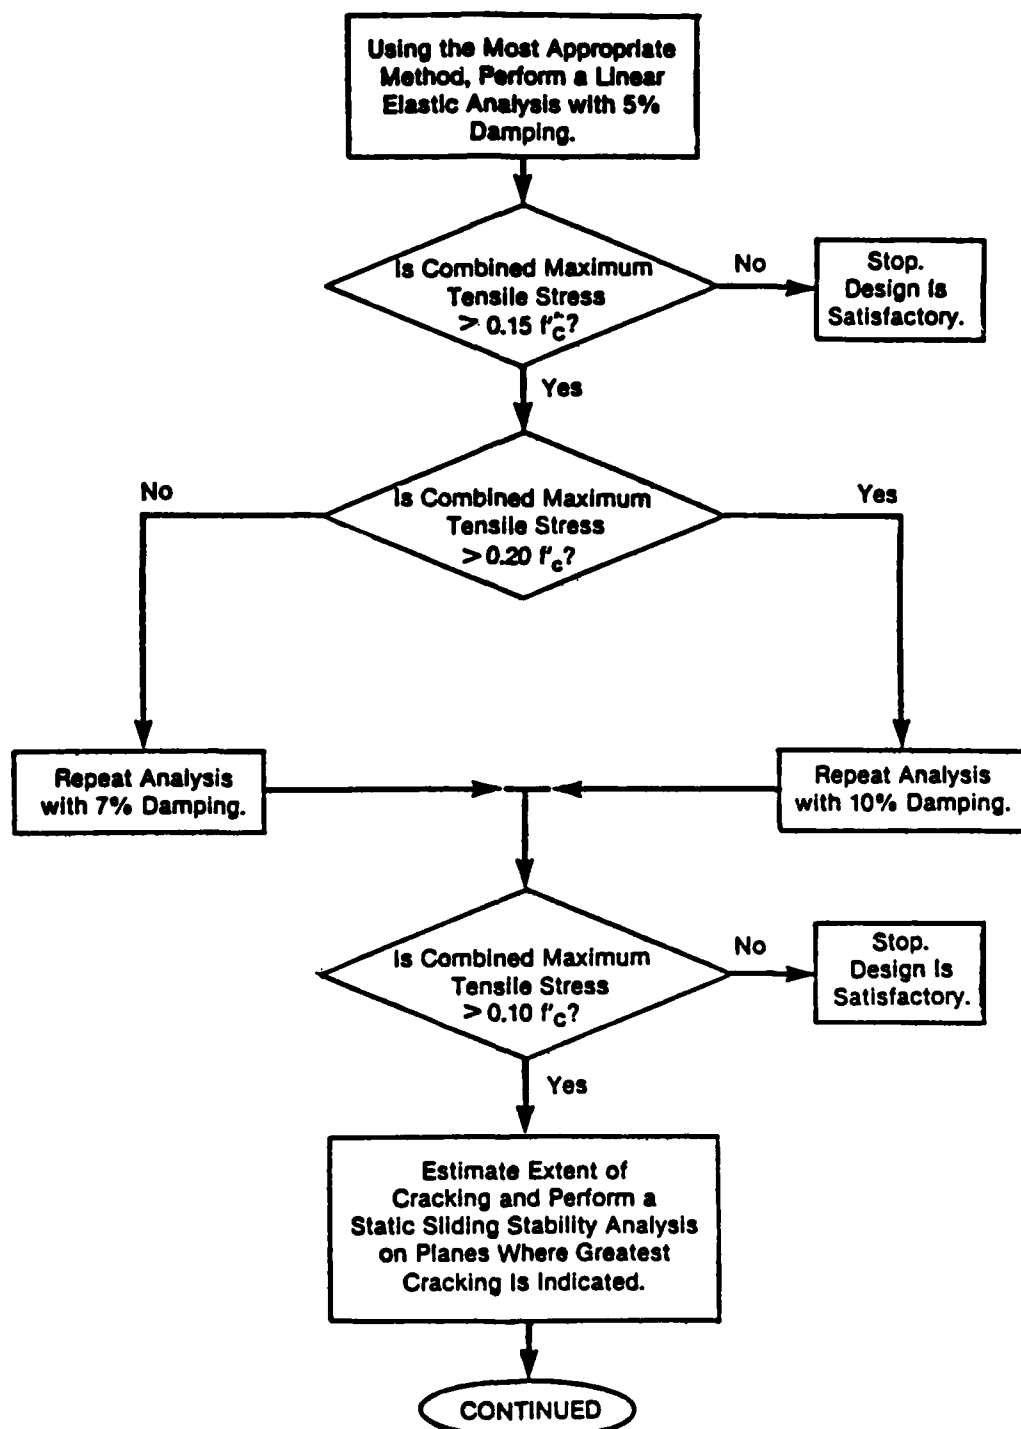 Using the Most Appropriate
Method, Perform a Linear
Elastic Analysis with 5%
Damping.
Is Combined Maximum
Tensile Stress
> 0.15 f'c?
No
Stop.
Design Is
Satisfactory.
Yes
Is Combined Maximum
Tensile Stress
> 0.20 f'c?
No
Yes
Repeat Analysis
with 7% Damping.
Repeat Analysis
with 10% Damping.
Is Combined Maximum
Tensile Stress
> 0.10 f'c?
No
Stop.
Design Is
Satisfactory.
Yes
Estimate Extent of
Cracking and Perform a
Static Sliding Stability Analysis
on Planes Where Greatest
Cracking Is Indicated.
CONTINUED